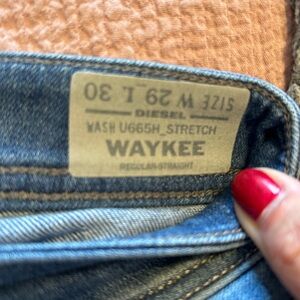 SIZE W 29 L 30
DIESEL
WASH U665H_STRETCH
WAYKEE
REGULAR-STRAIGHT